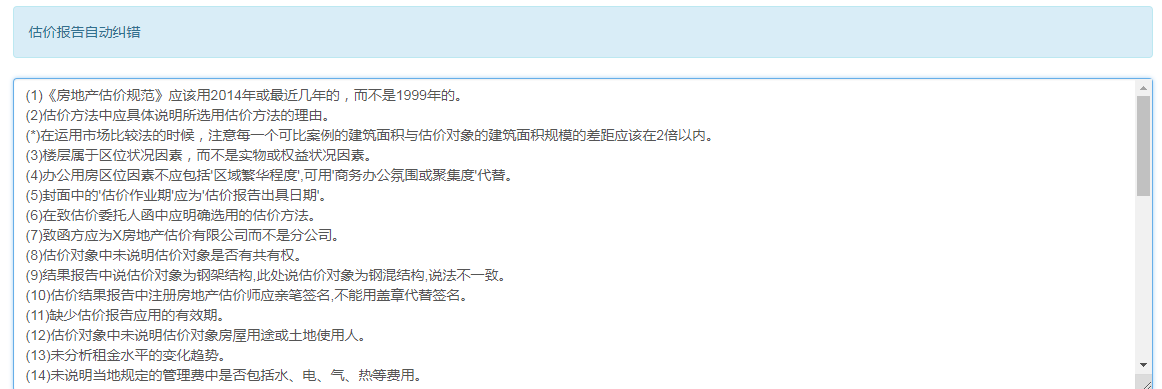 估价报告自动纠错
(1)《房地产估价规范》应该用2014年或最近几年的，而不是1999年的。
(2)估价方法中应具体说明所选用估价方法的理由。
(*)在运用市场比较法的时候，注意每一个可比案例的建筑面积与估价对象的建筑面积规模的差距应该在2倍以内。
(3)楼层属于区位状况因素，而不是实物或权益状况因素。
(4)办公用房区位因素不应包括'区域繁华程度',可用'商务办公氛围或聚集度'代替。
(5)封面中的'估价作业期'应为'估价报告出具日期'。
(6)在致估价委托人函中应明确选用的估价方法。
(7)致函方应为X房地产估价有限公司而不是分公司。
(8)估价对象中未说明估价对象是否有共有权。
(9)结果报告中说估价对象为钢架结构,此处说估价对象为钢混结构,说法不一致。
(10)估价结果报告中注册房地产估价师应亲笔签名,不能用盖章代替签名。
(11)缺少估价报告应用的有效期。
(12)估价对象中未说明估价对象房屋用途或土地使用人。
(13)未分析租金水平的变化趋势。
(14)未说明当地规定的管理费中是否包括水、电、气、热等费用。